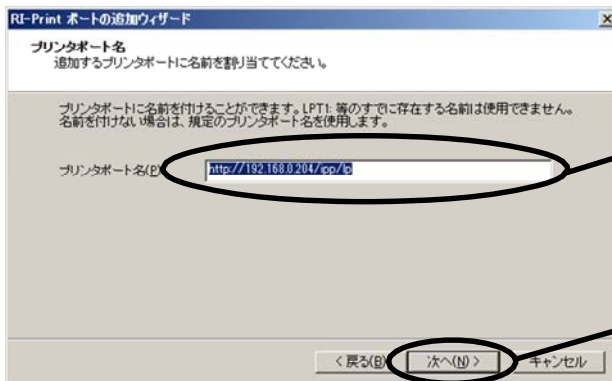 RI-Print ポートの追加ウィザード
プリンタポート名
追加するプリンタポートに名前を割り当ててください。
プリンタポートに名前を付けることができます。LPT1: 等のすでに存在する名前は使用できません。
名前を付けない場合は、規定のプリンタポート名を使用します。
プリンタポート名(P)
http://192.168.0.204/ipp/lp
< 戻る(B)
次へ(N) >
キャンセル